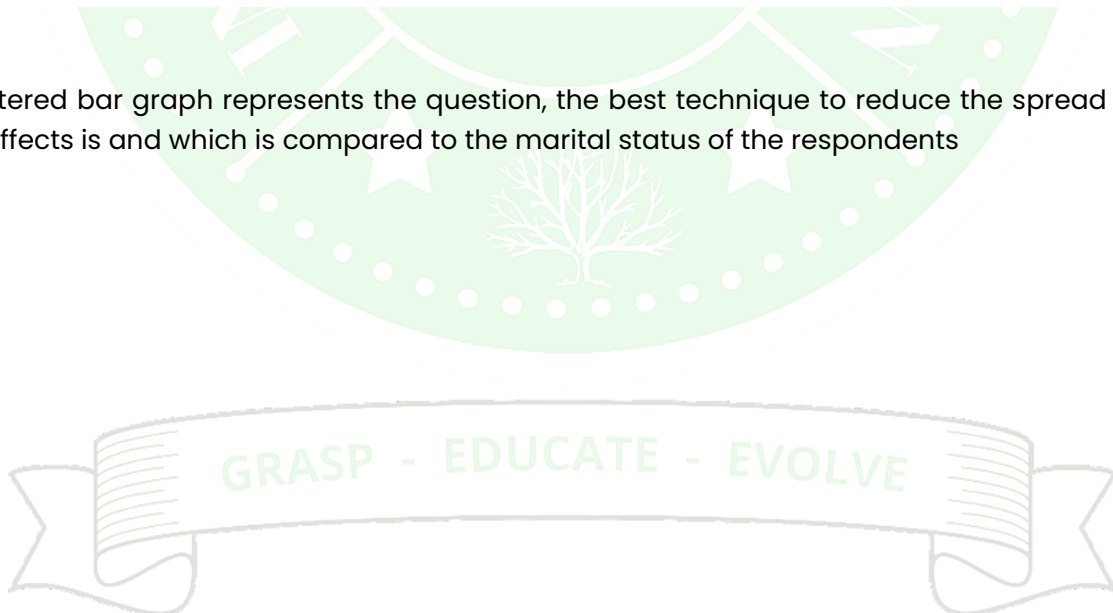 tered bar graph represents the question, the best technique to reduce the spread
ffects is and which is compared to the marital status of the respondents
GRASP - EDUCATE - EVOLVE